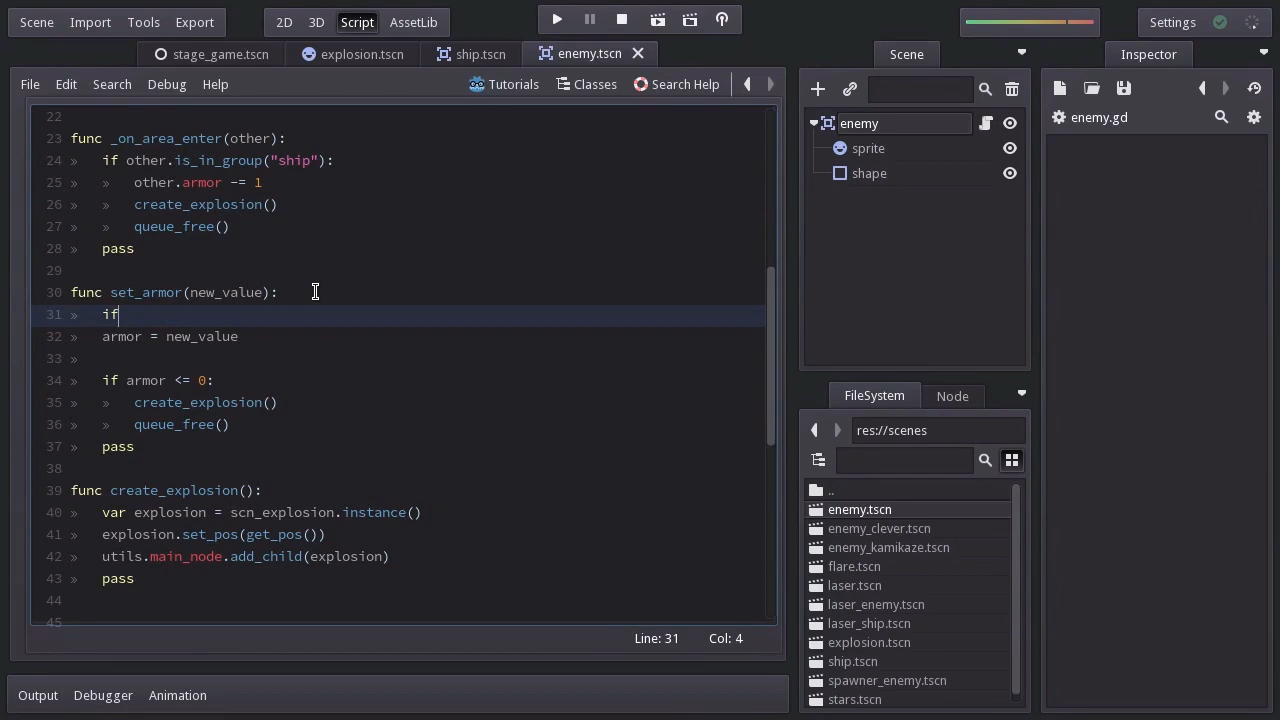 Scene Import Tools Export 2D 3D Script AssetLib Settings
stage_game.tscn explosion.tscn ship.tscn enemy.tscn
File Edit Search Debug Help Tutorials Classes Search Help
22
23 » func _on_area_enter(other):
24 » if other.is_in_group("ship"):
25 » » other.armor -= 1
26 » » create_explosion()
27 » » queue_free()
28 » pass
29
30 func set_armor(new_value):
31 » if
32 » armor = new_value
33 »
34 » if armor <= 0:
35 » » create_explosion()
36 » » queue_free()
37 » pass
38
39 func create_explosion():
40 » var explosion = scn_explosion.instance()
41 » explosion.set_pos(get_pos())
42 » utils.main_node.add_child(explosion)
43 » pass
44
45
Line: 31 Col: 4
Output Debugger Animation
Scene
enemy
sprite
shape
FileSystem Node
res://scenes
..
enemy.tscn
enemy_clever.tscn
enemy_kamikaze.tscn
flare.tscn
laser.tscn
laser_enemy.tscn
laser_ship.tscn
explosion.tscn
ship.tscn
spawner_enemy.tscn
stars.tscn
Inspector
enemy.gd